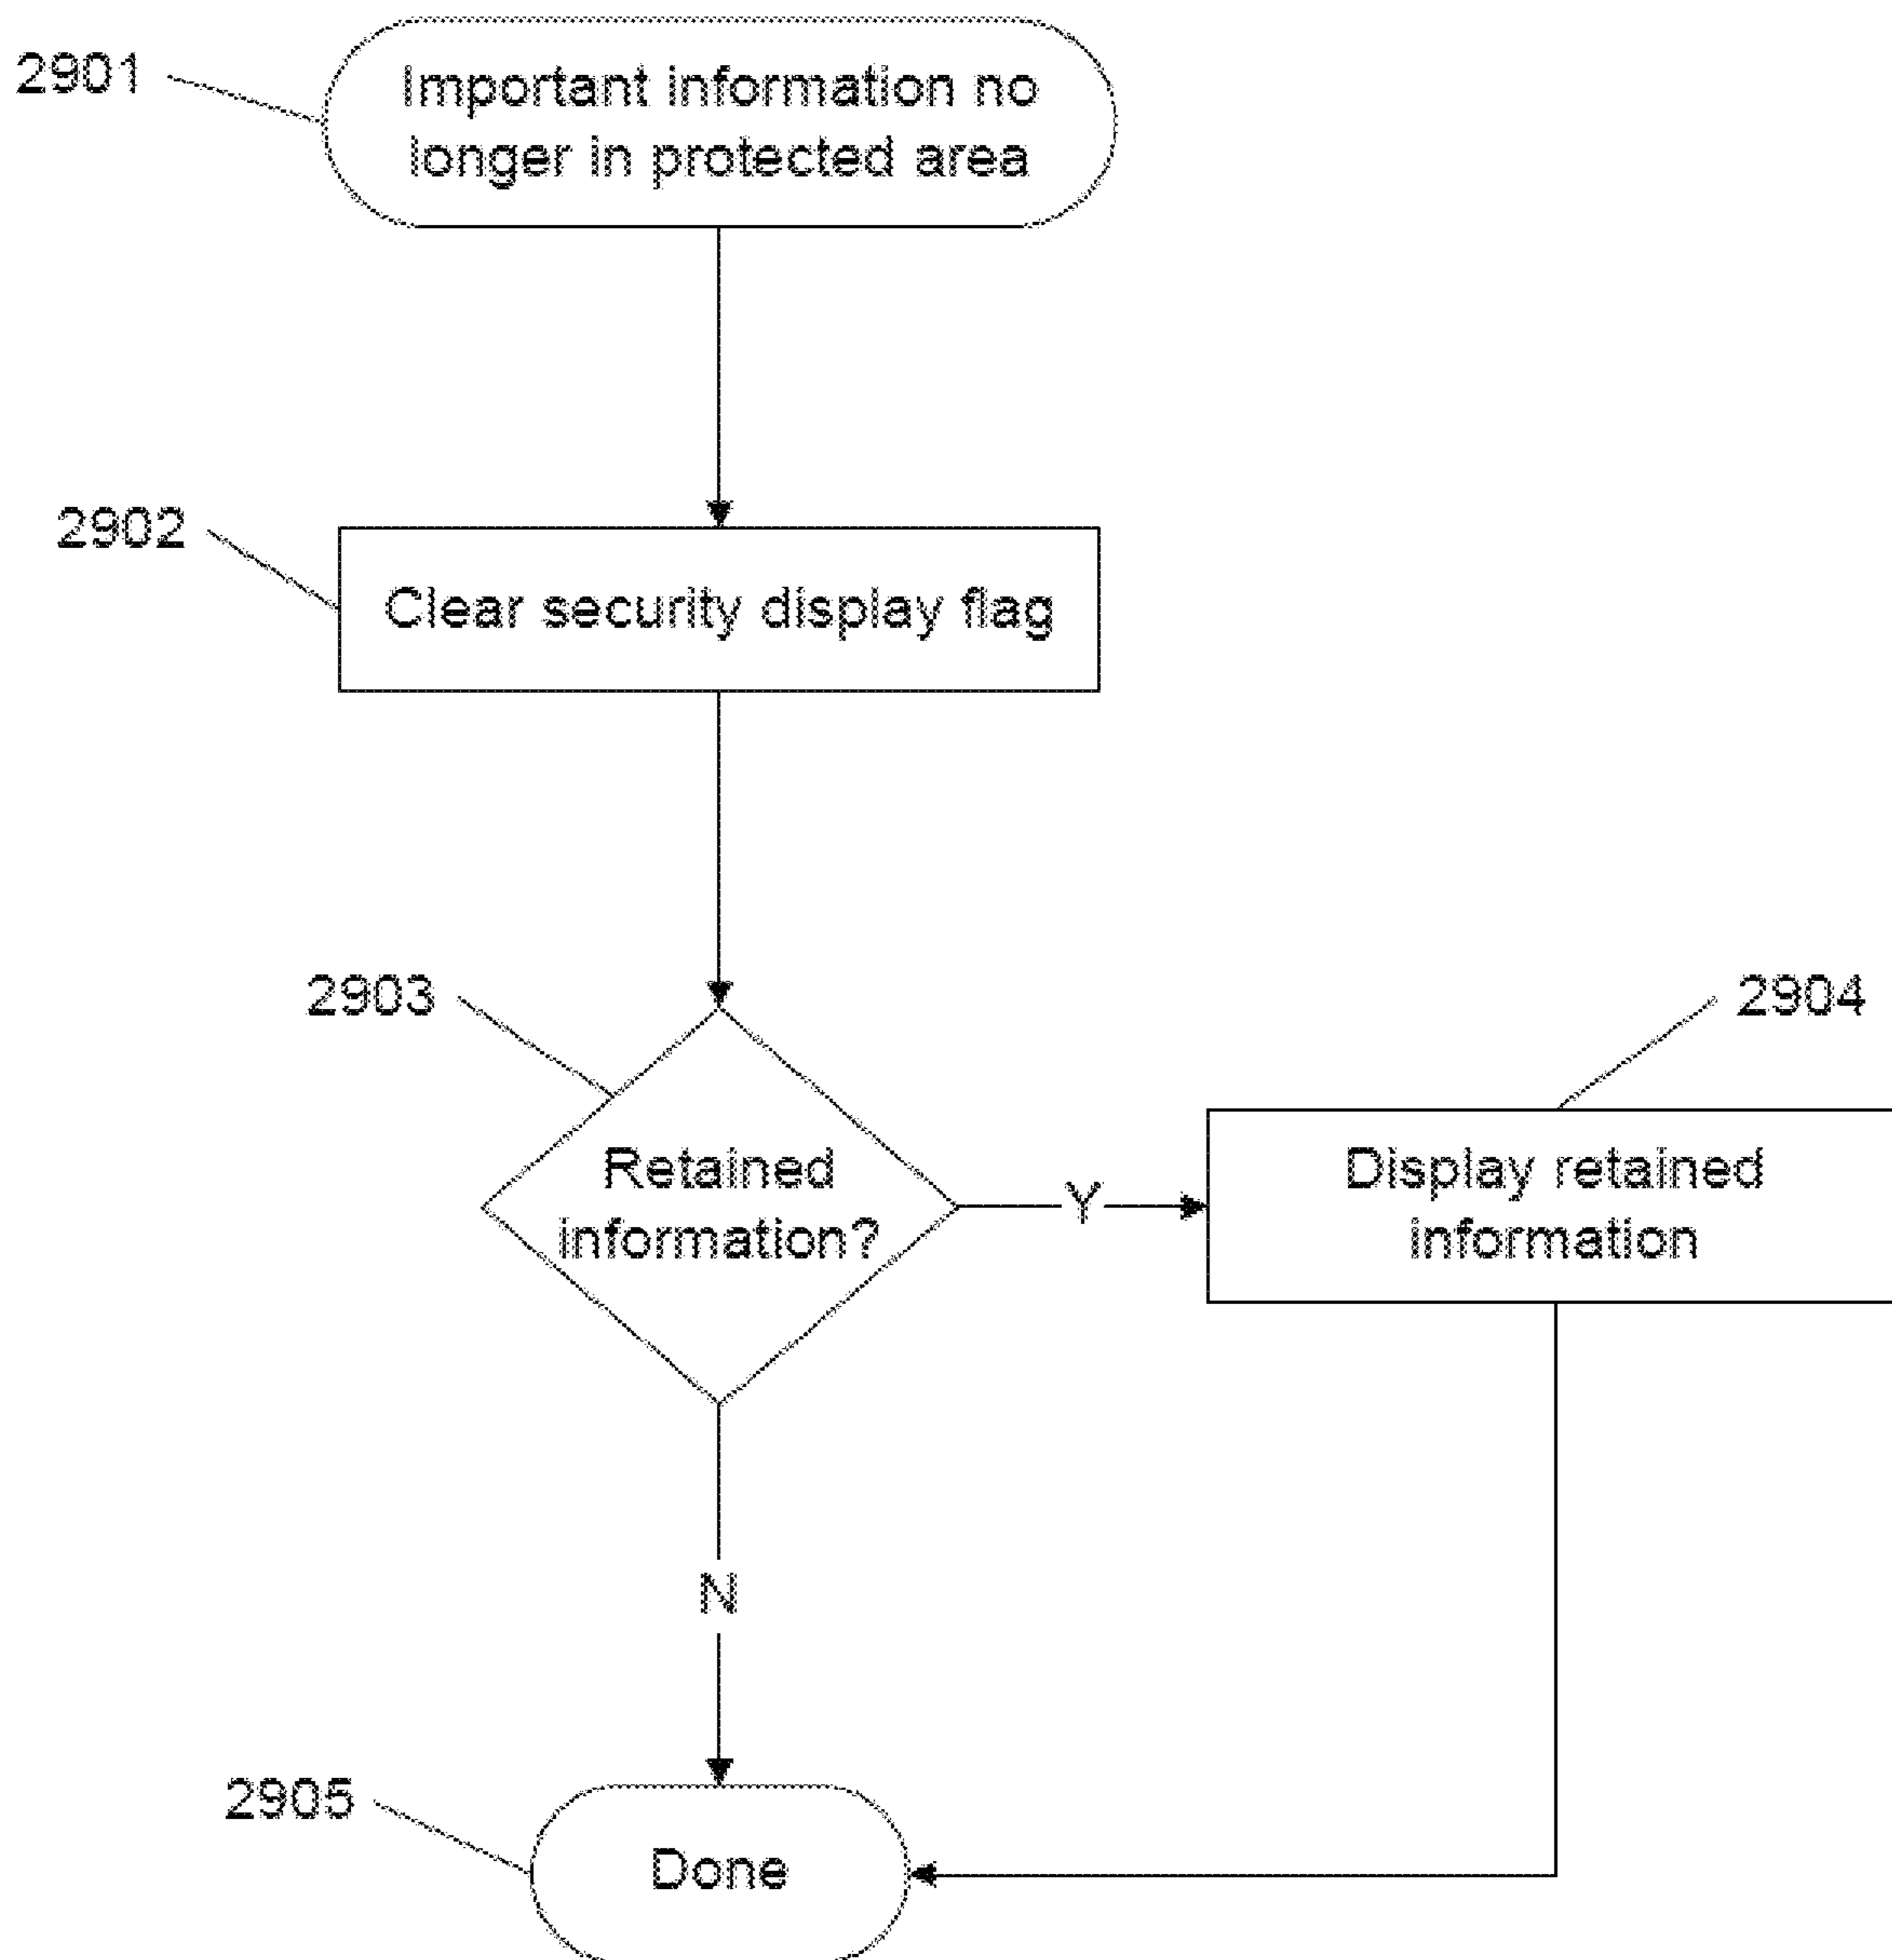 2901
Important information no
longer in protected area
2902
Clear security display flag
2903
2904
Retained
information?
Y
Display retained
information
N
2905
Done